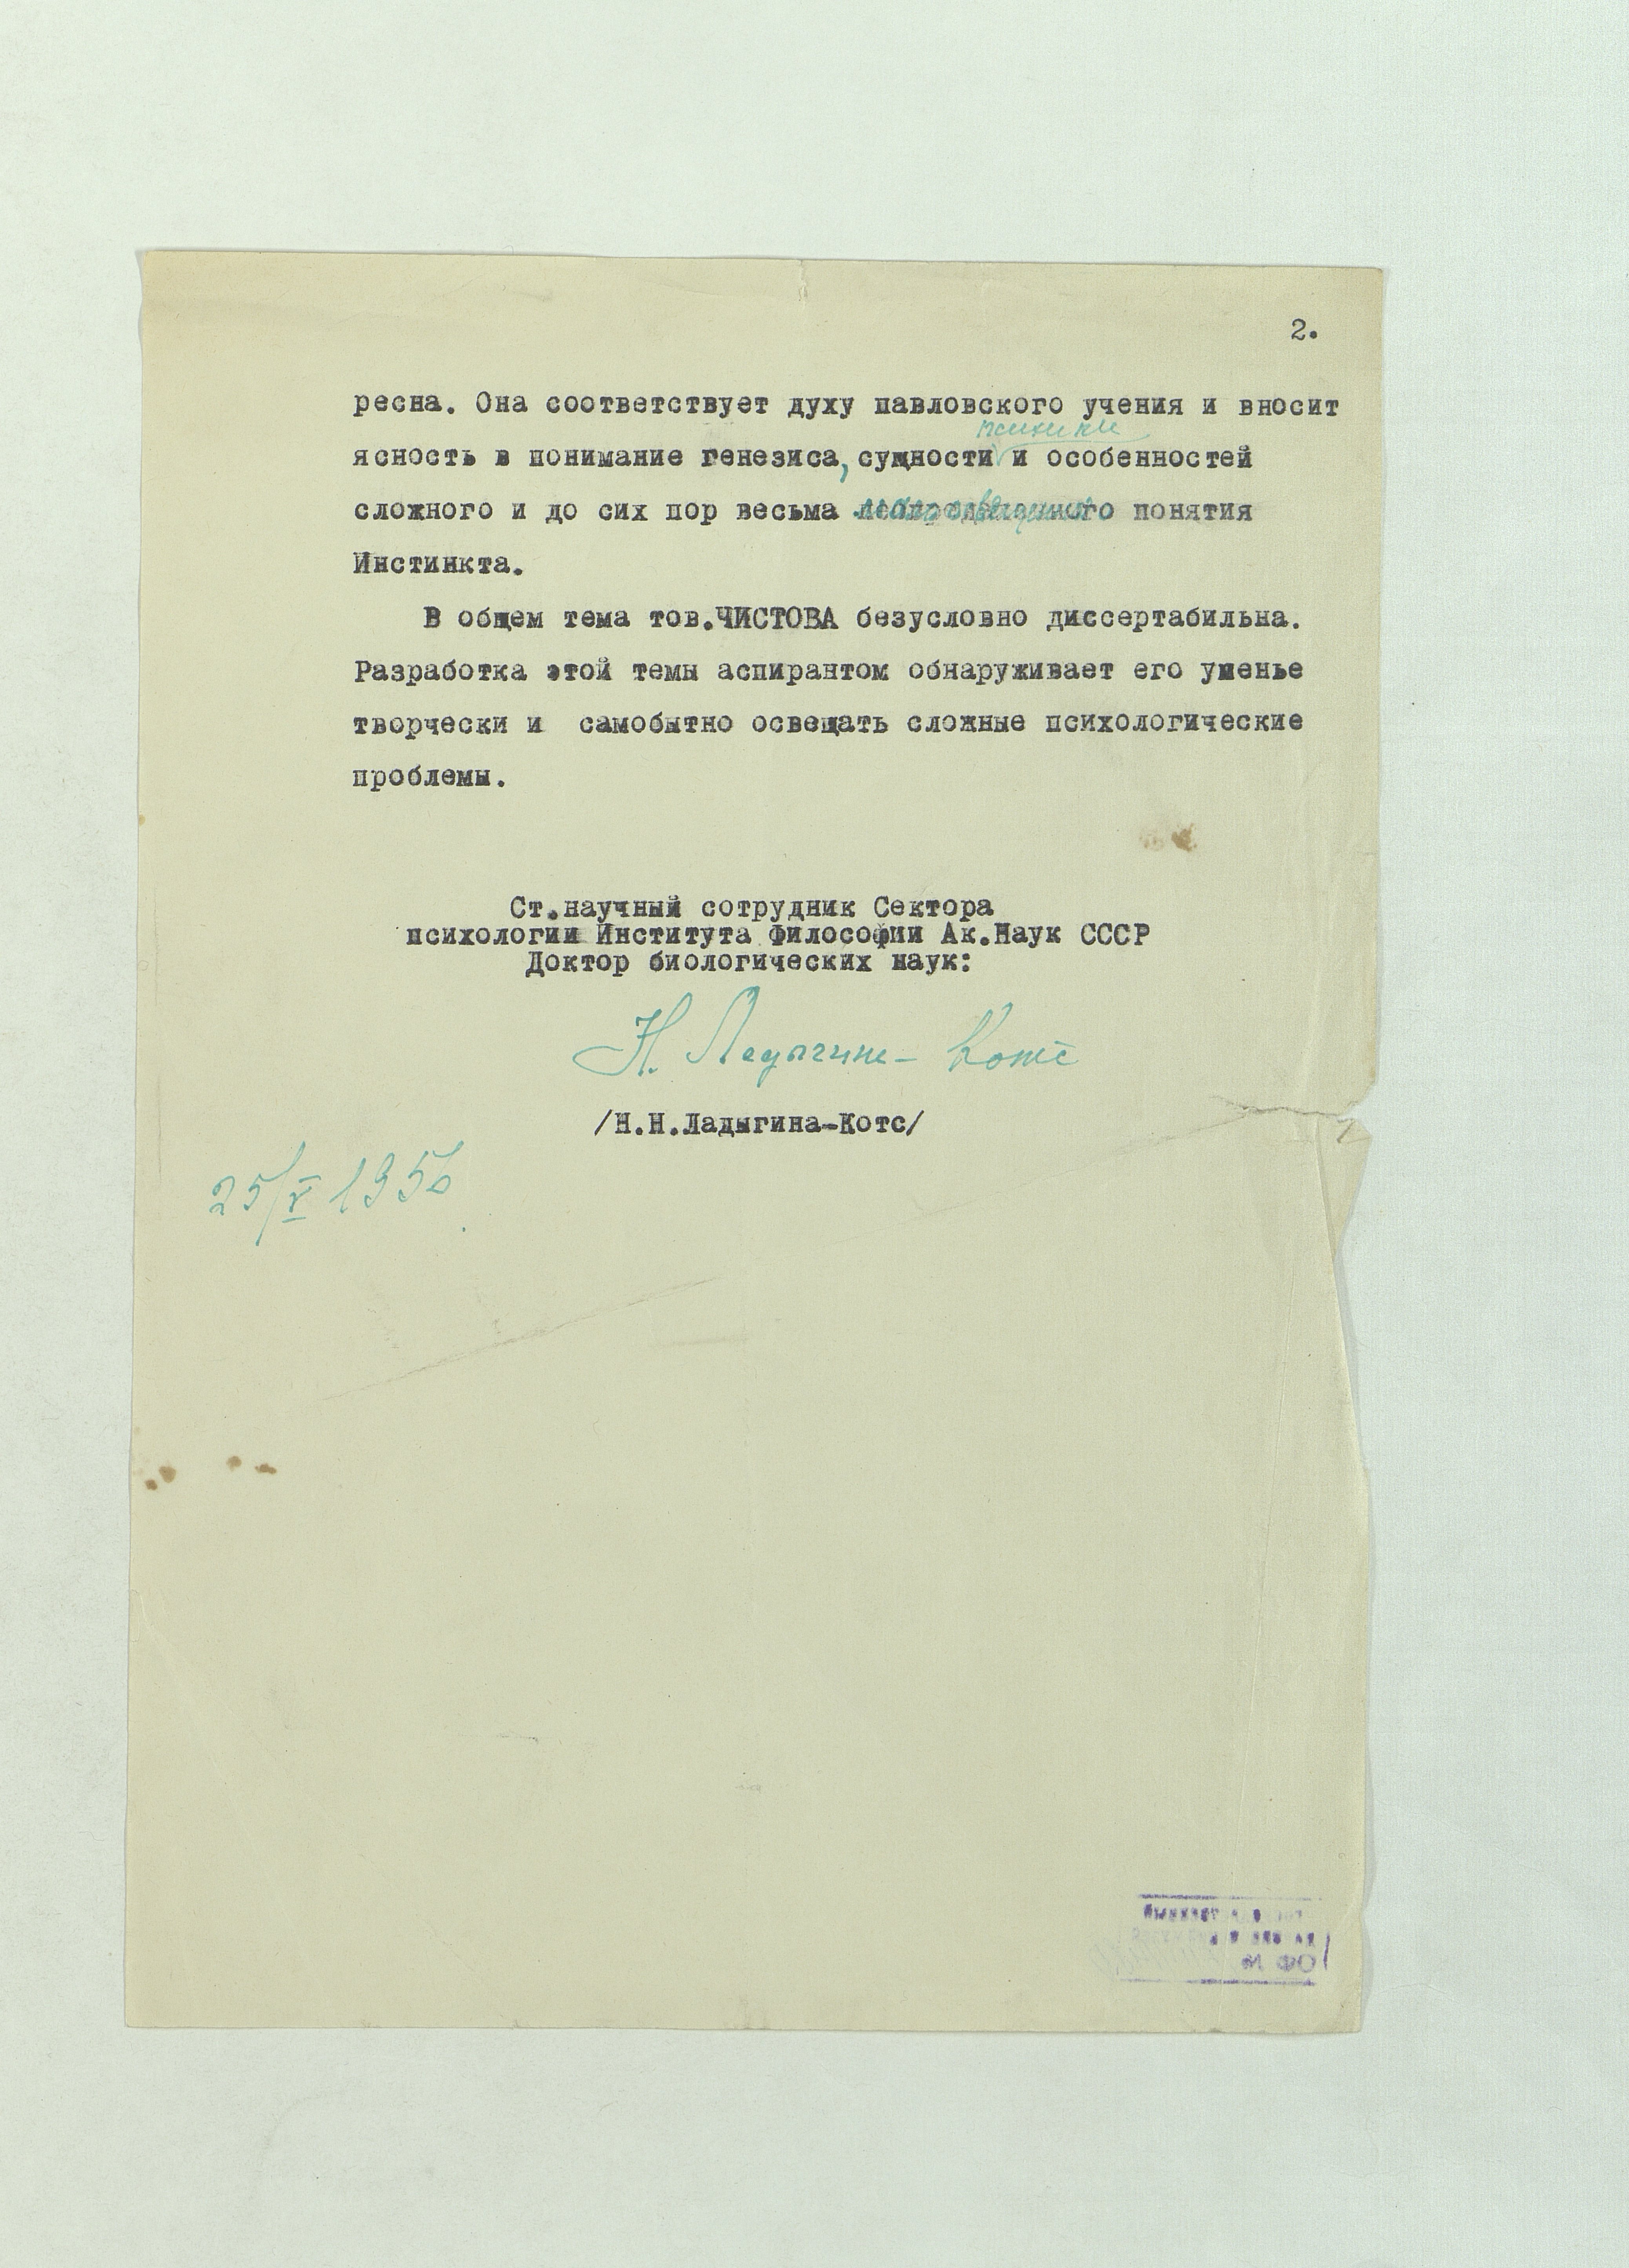 2.
ресна. Она соответствует духу павловского учения и вносит
психики
ясность в понимание генезиса, сущности и особенностей
сложного и до сих пор весьма понятия
Инстинкта.
В общем тема тов.ЧИСТОВА безусловно диссертабильна.
Разработка этой темы аспирантом обнаруживает его уменье
творчески и самобытно освещать сложные психологические
проблемы.
Ст.научный сотрудник Сектора
психологии Института Философии Ак.Наук СССР
Доктор биологических наук:
Н. Ладыгина-Котс
/Н.Н.Ладыгина-Котс/
25/V 1956